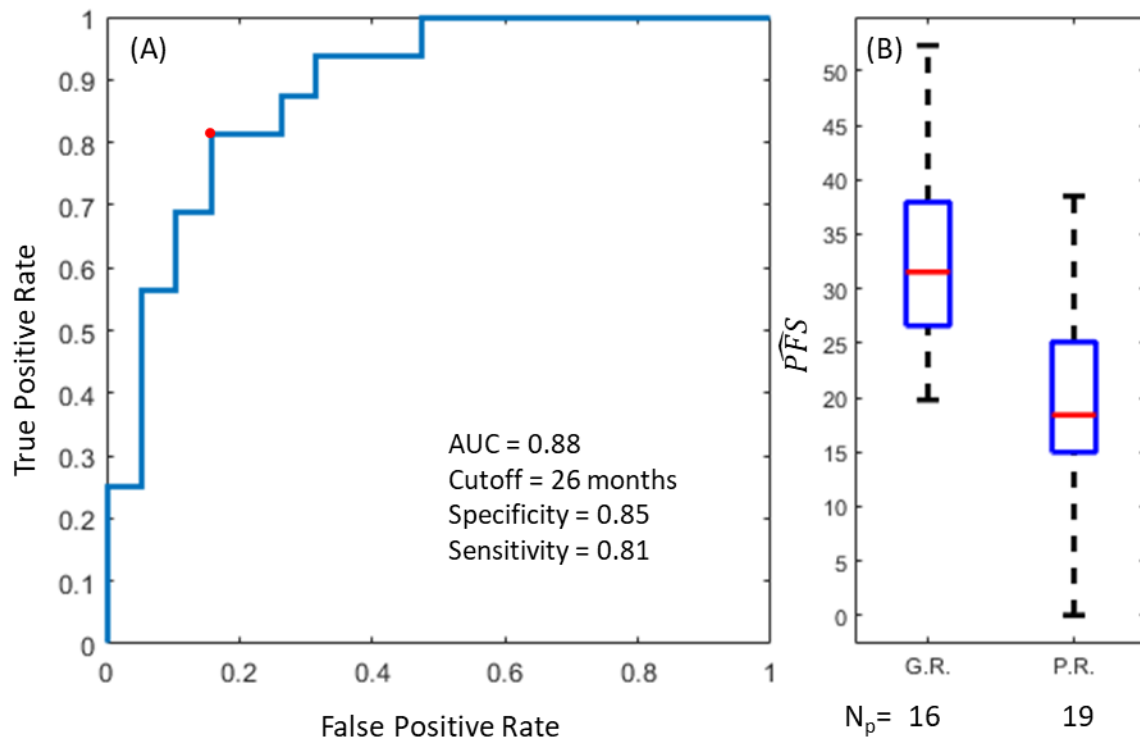 (A)
1
0.9
0.8
0.7
0.6
0.5
0.4
0.3
0.2
0.1
0
True Positive Rate
AUC = 0.88
Cutoff = 26 months
Specificity = 0.85
Sensitivity = 0.81
0 0.2 0.4 0.6 0.8 1
False Positive Rate
(B)
50
45
40
35
30
25
20
15
10
5
0
P̂F̂S
G.R. P.R.
Np= 16 19